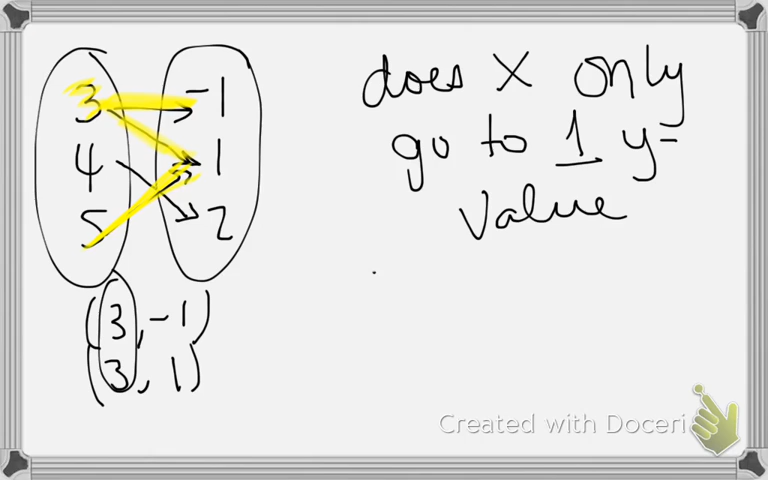 3
4
5
-1
1
2
(3,-1)
(3,1)
does X only
go to 1 y-
value
Created with Doceri